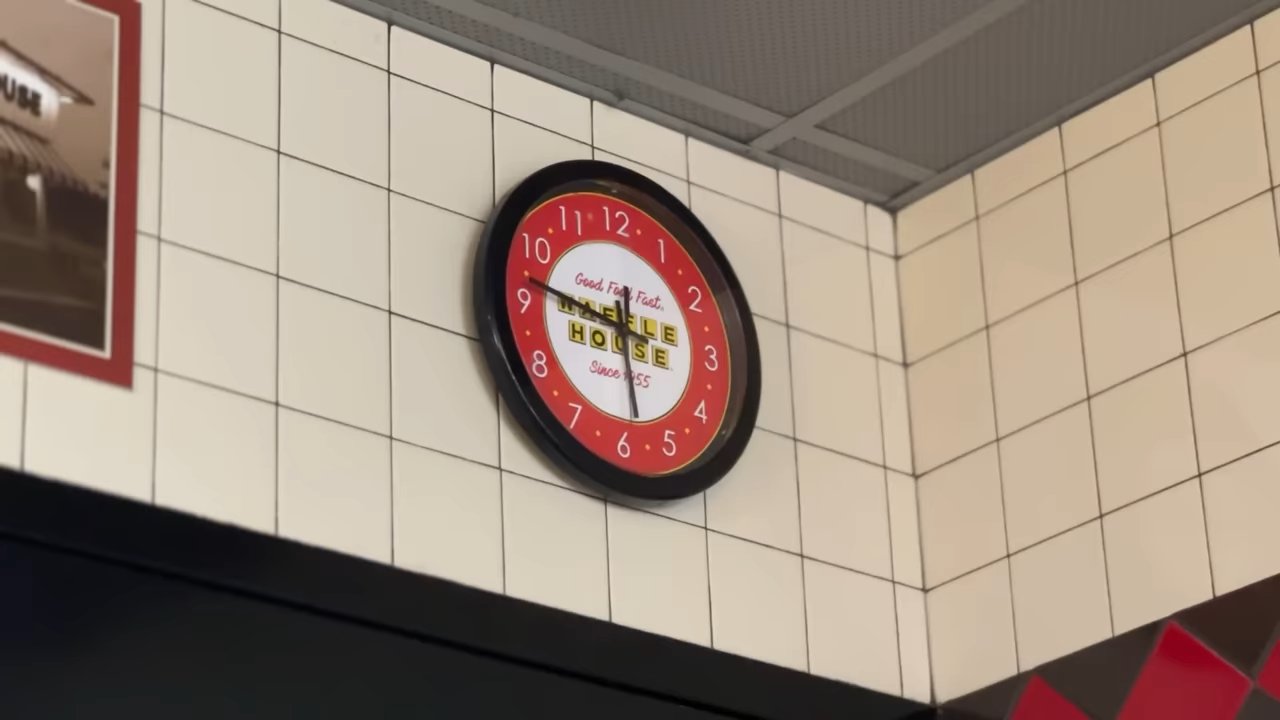 OUSE
11 12 1
10 2
9 3
8 4
7 6 5
Good Food Fast
WAFFLE
HOUSE
Since 1955